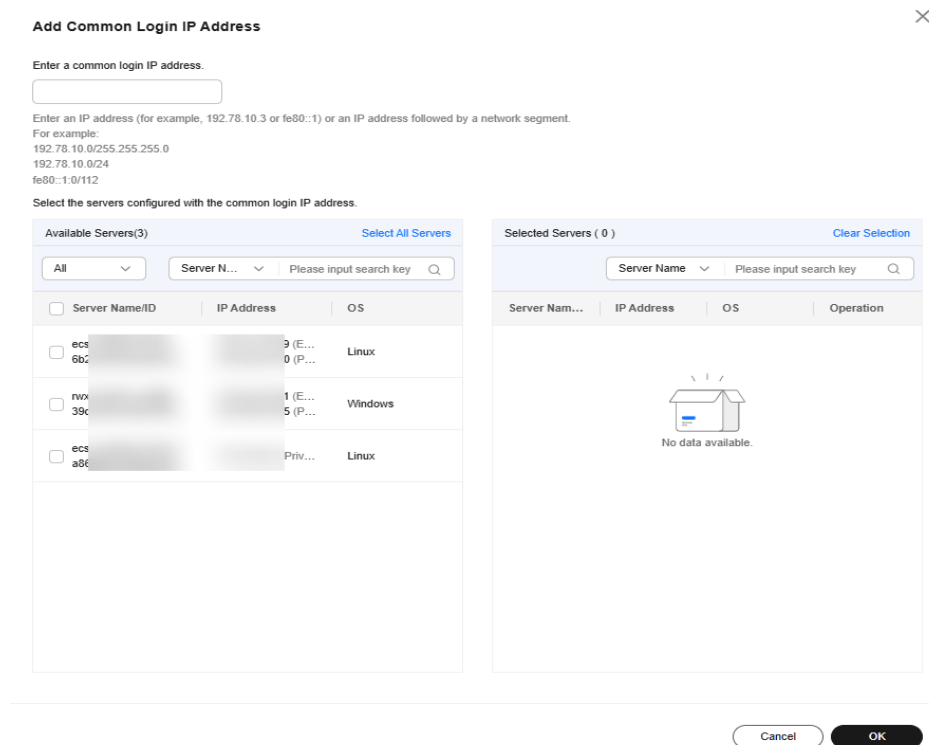 Add Common Login IP Address
Enter a common login IP address.
Enter an IP address (for example, 192.78.10.3 or fe80::1) or an IP address followed by a network segment.
For example:
192.78.10.0/255.255.255.0
192.78.10.0/24
fe80::1:0/112
Select the servers configured with the common login IP address.
Available Servers(3) Select All Servers
All Server N... Please input search key
Server Name/ID IP Address OS
ecs 9 (E...
6b2 0 (P...
Linux
rwx 1 (E...
39c 5 (P...
Windows
ecs
a86 Priv...
Linux
Selected Servers ( 0 ) Clear Selection
Server Name Please input search key
Server Nam... IP Address OS Operation
No data available.
Cancel OK